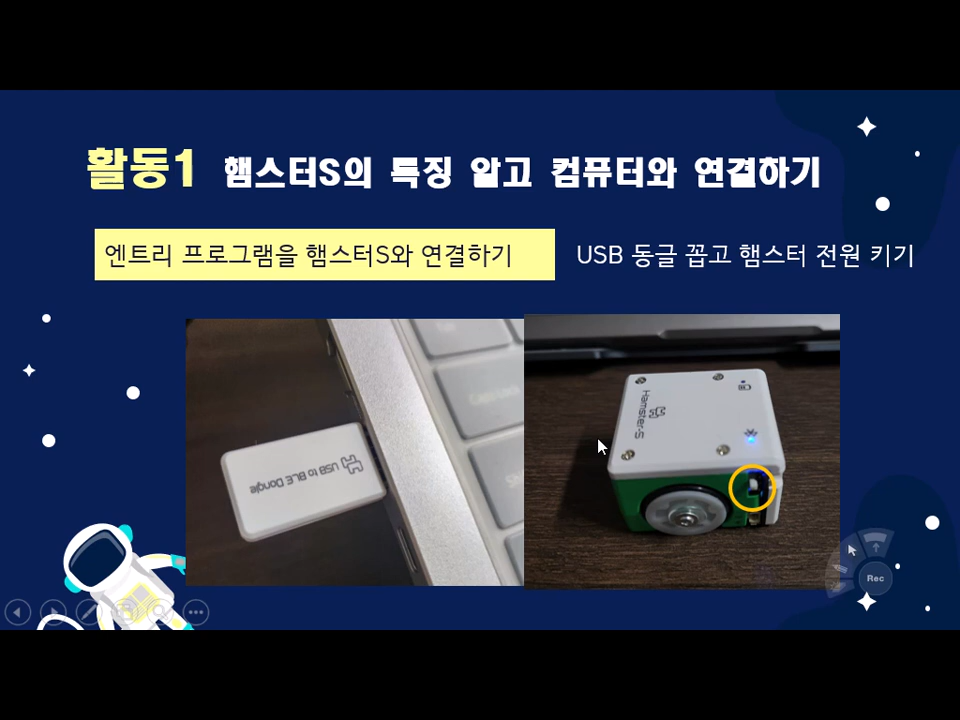 활동1 햄스터S의 특징 알고 컴퓨터와 연결하기
엔트리 프로그램을 햄스터S와 연결하기
USB 동글 꼽고 햄스터 전원 키기
USB to BLE Dongle
Hamster-S
Rec